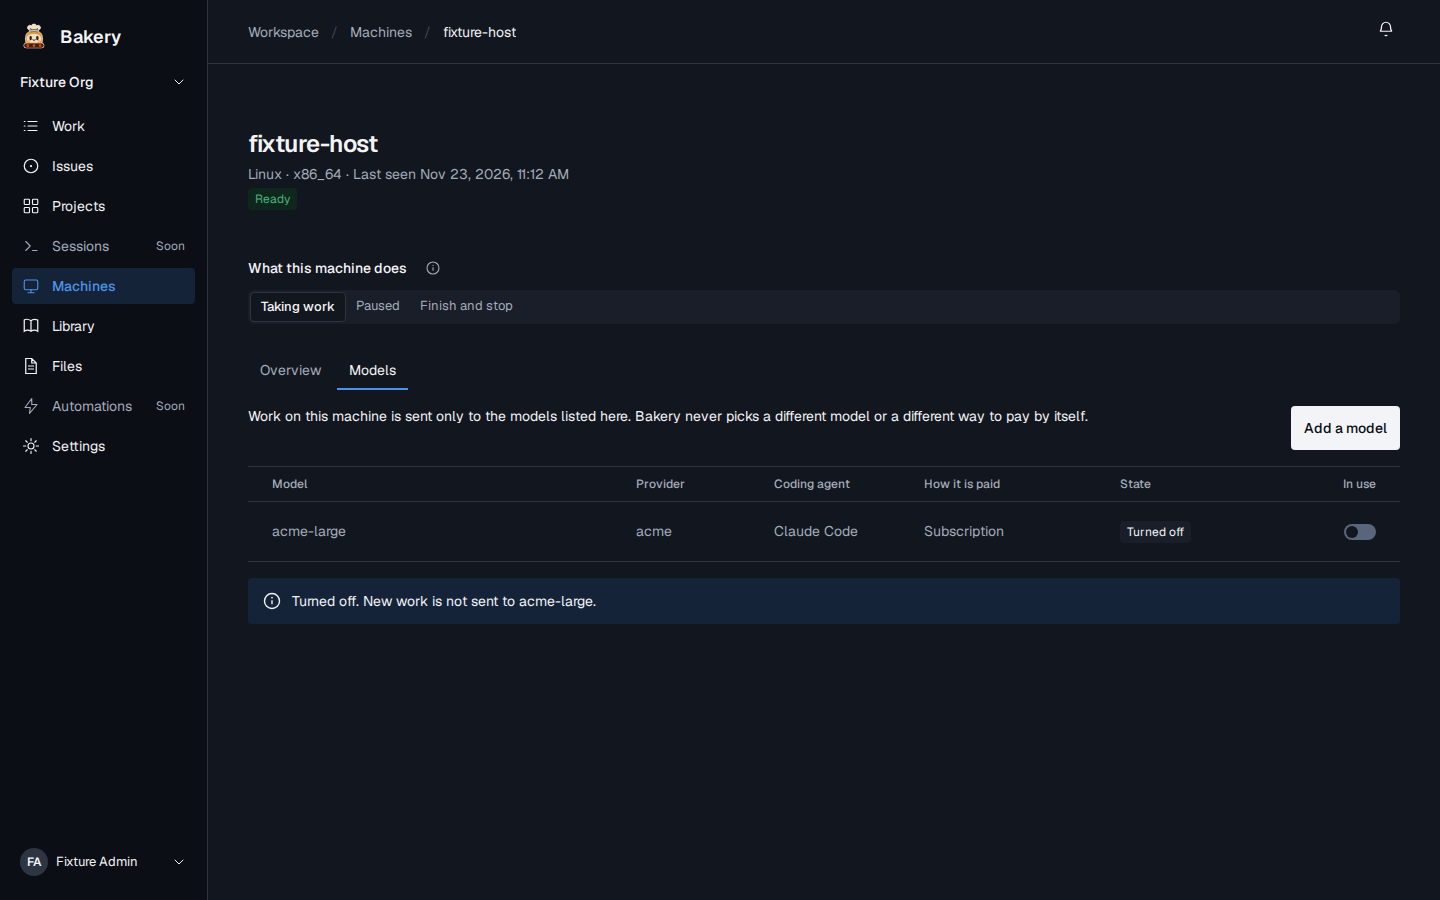 Bakery
Fixture Org
Work
Issues
Projects
Sessions Soon
Machines
Library
Files
Automations Soon
Settings
FA Fixture Admin
Workspace / Machines / fixture-host
fixture-host
Linux · x86_64 · Last seen Nov 23, 2026, 11:12 AM
Ready
What this machine does
Taking work Paused Finish and stop
Overview Models
Work on this machine is sent only to the models listed here. Bakery never picks a different model or a different way to pay by itself.
Add a model
Model Provider Coding agent How it is paid State In use
acme-large acme Claude Code Subscription Turned off
Turned off. New work is not sent to acme-large.